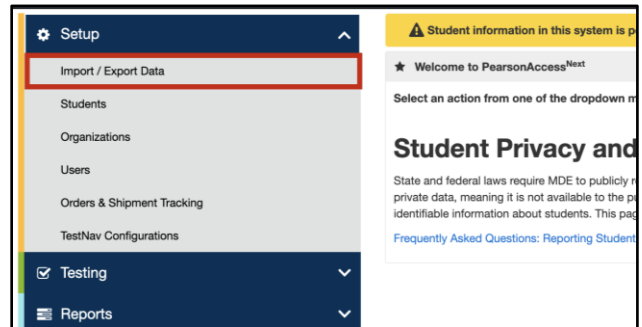 Setup
Import / Export Data
Students
Organizations
Users
Orders & Shipment Tracking
TestNav Configurations
Testing
Reports
Student information in this system is
Welcome to PearsonAccessNext
Select an action from one of the dropdown
Student Privacy and
State and federal laws require MDE to publicly
private data, meaning it is not available to the
identifiable information about students. This
Frequently Asked Questions: Reporting Student